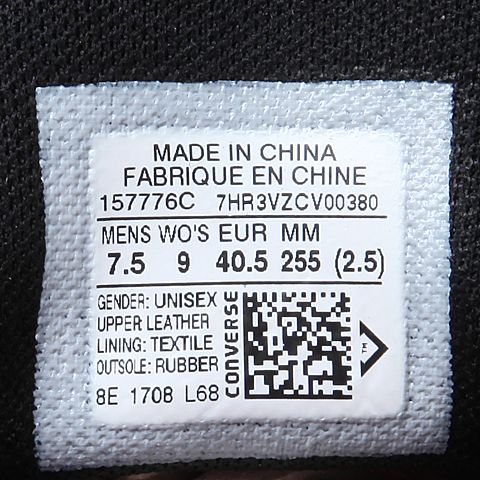 MADE IN CHINA
FABRIQUE EN CHINE
157776C 7HR3VZCV00380
MENS WO'S EUR MM
7.5 9 40.5 255 (2.5)
GENDER: UNISEX
UPPER LEATHER
LINING: TEXTILE
OUTSOLE: RUBBER
8E 1708 L68
CONVERSE
TM